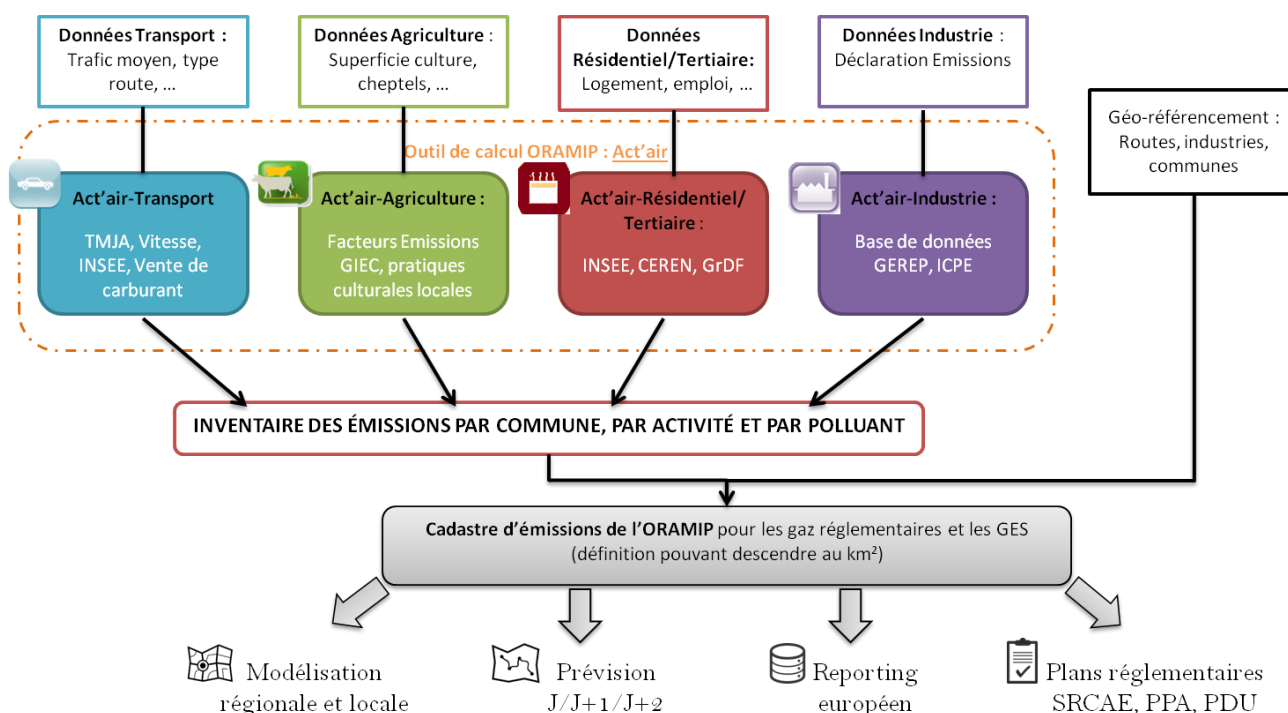 Données Transport :
Trafic moyen, type
route, ...
Données Agriculture :
Superficie culture,
cheptels, ...
Données
Résidentiel/Tertiaire:
Logement, emploi, ...
Données Industrie :
Déclaration Emissions
Géo-référencement :
Routes, industries,
communes
Outil de calcul ORAMIP : Act’air
Act’air-Transport
TMJA, Vitesse,
INSEE, Vente de
carburant
Act’air-Agriculture :
Facteurs Emissions
GIEC, pratiques
culturales locales
Act’air-Résidentiel/
Tertiaire :
INSEE, CEREN, GrDF
Act’air-Industrie :
Base de données
GEREP, ICPE
INVENTAIRE DES ÉMISSIONS PAR COMMUNE, PAR ACTIVITÉ ET PAR POLLUANT
Cadastre d’émissions de l’ORAMIP pour les gaz réglementaires et les GES
(définition pouvant descendre au km²)
Modélisation
régionale et locale
Prévision
J/J+1/J+2
Reporting
européen
Plans réglementaires
SRCAE, PPA, PDU